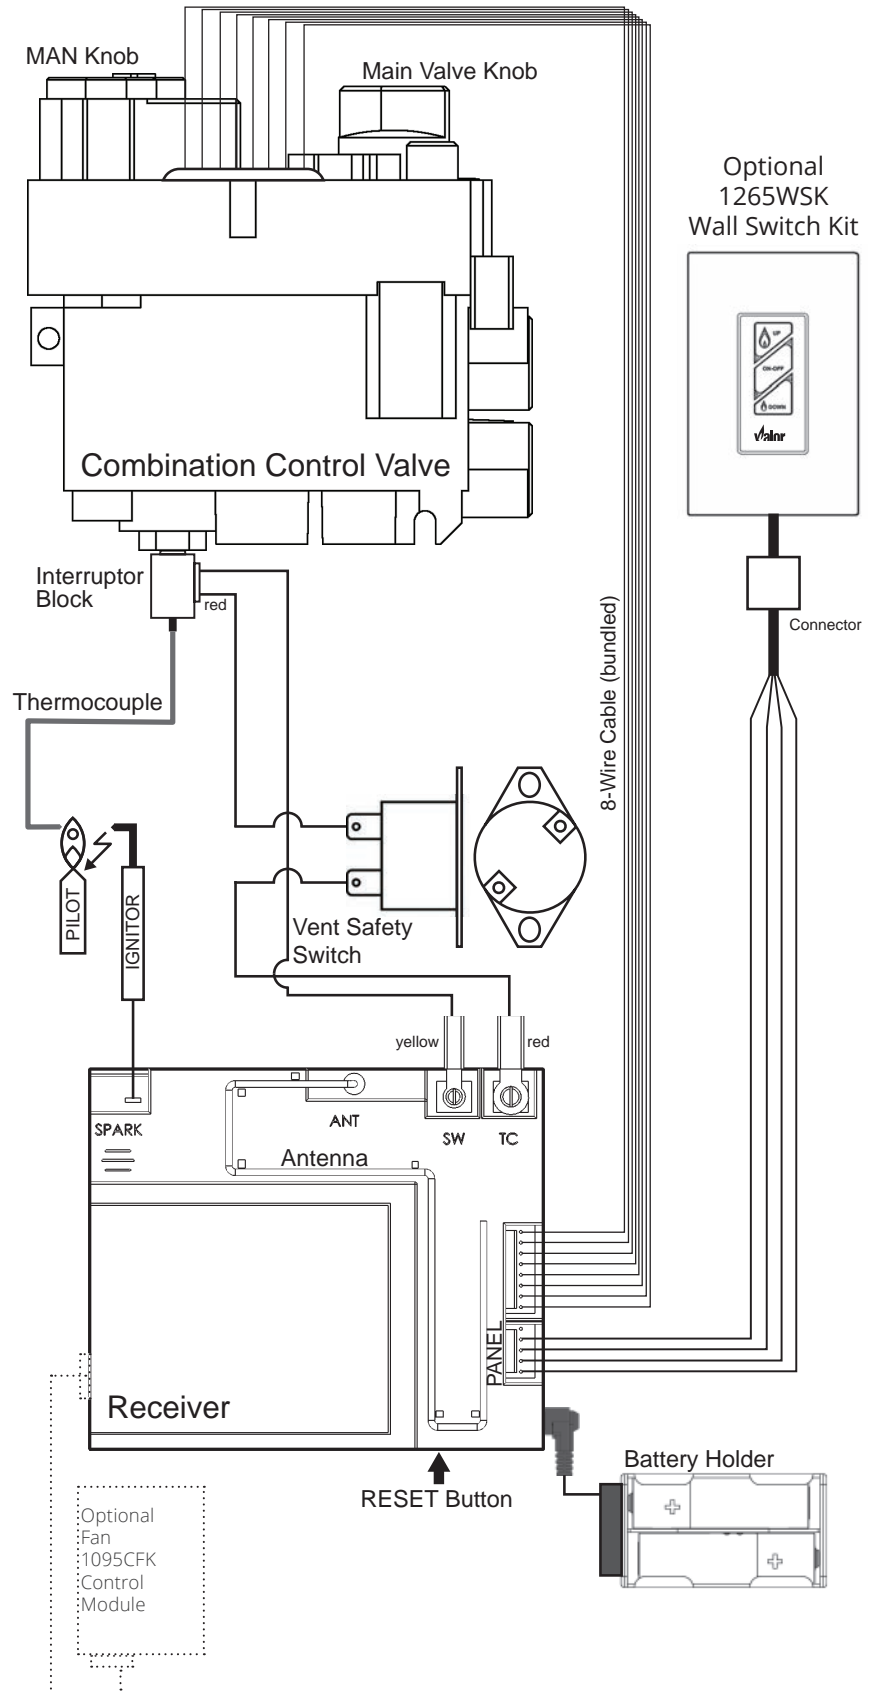 MAN Knob
Main Valve Knob
Optional
1265WSK
Wall Switch Kit
UP
ON-OFF
DOWN
Valor
Combination Control Valve
Interruptor
Block
red
Connector
8-Wire Cable (bundled)
Thermocouple
PILOT
IGNITOR
Vent Safety
Switch
yellow
red
SPARK
ANT
SW
TC
Antenna
PANEL
Receiver
RESET Button
Battery Holder
Optional
Fan
1095CFK
Control
Module